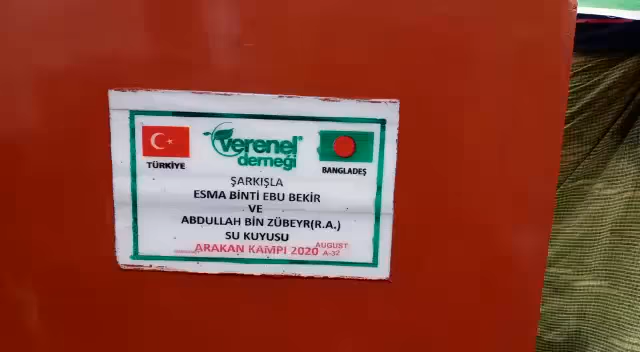 verenel
derneği
TÜRKİYE
BANGLADEŞ
ŞARKIŞLA
ESMA BİNTİ EBU BEKİR
VE
ABDULLAH BİN ZÜBEYR(R.A.)
SU KUYUSU
ARAKAN KAMPI 2020 AUGUST
A-32